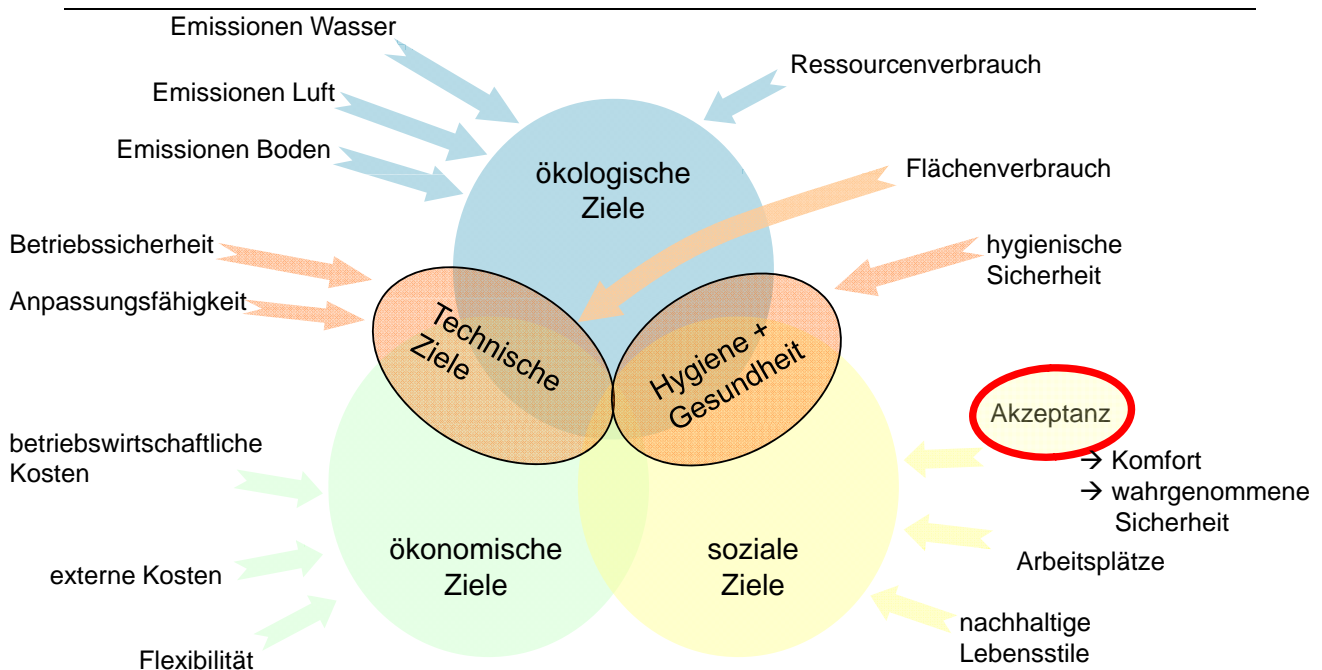 Emissionen Wasser
Ressourcenverbrauch
Emissionen Luft
Emissionen Boden
ökologische
Ziele
Flächenverbrauch
Betriebssicherheit
hygienische
Sicherheit
Anpassungsfähigkeit
Technische
Ziele
Hygiene +
Gesundheit
Akzeptanz
betriebswirtschaftliche
Kosten
→ Komfort
→ wahrgenommene
Sicherheit
ökonomische
Ziele
soziale
Ziele
Arbeitsplätze
externe Kosten
nachhaltige
Lebensstile
Flexibilität